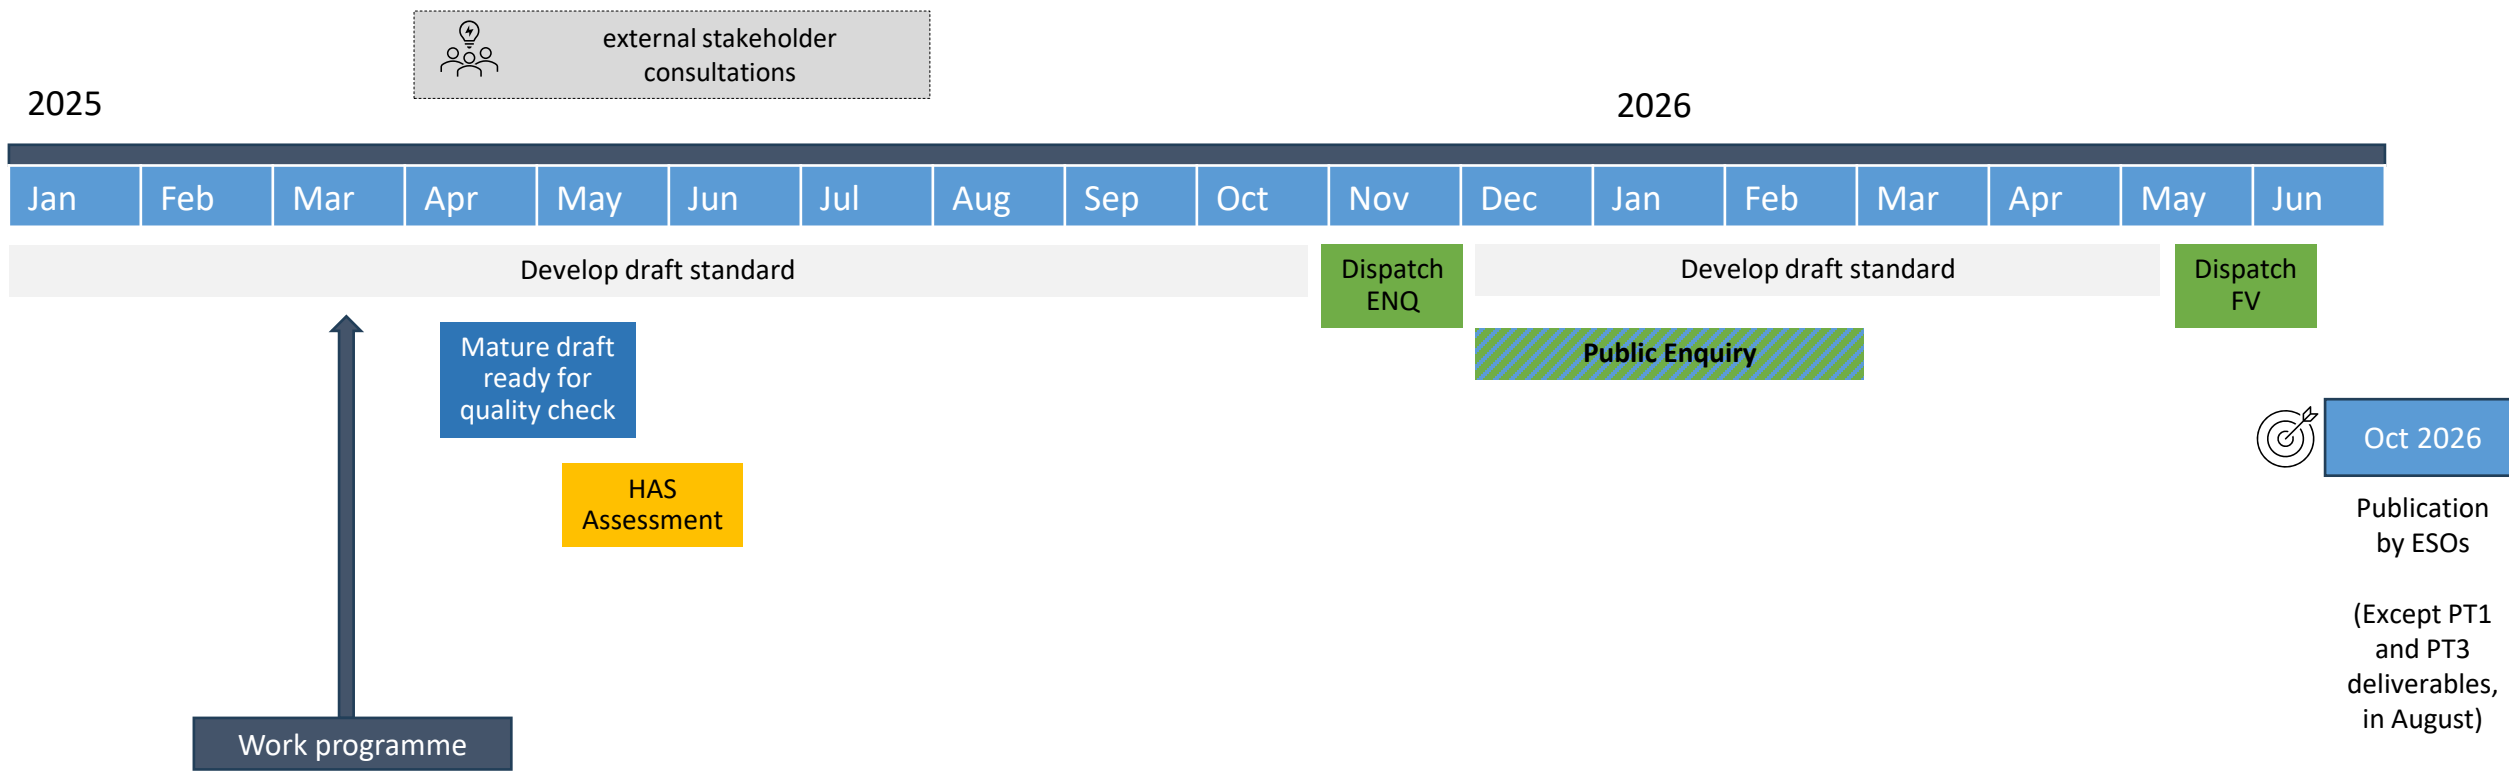 external stakeholder
consultations
2025
2026
Jan Feb Mar Apr May Jun Jul Aug Sep Oct Nov Dec Jan Feb Mar Apr May Jun
Develop draft standard
Dispatch
ENQ
Develop draft standard
Dispatch
FV
Mature draft
ready for
quality check
Public Enquiry
HAS
Assessment
Oct 2026
Publication
by ESOs
(Except PT1
and PT3
deliverables,
in August)
Work programme